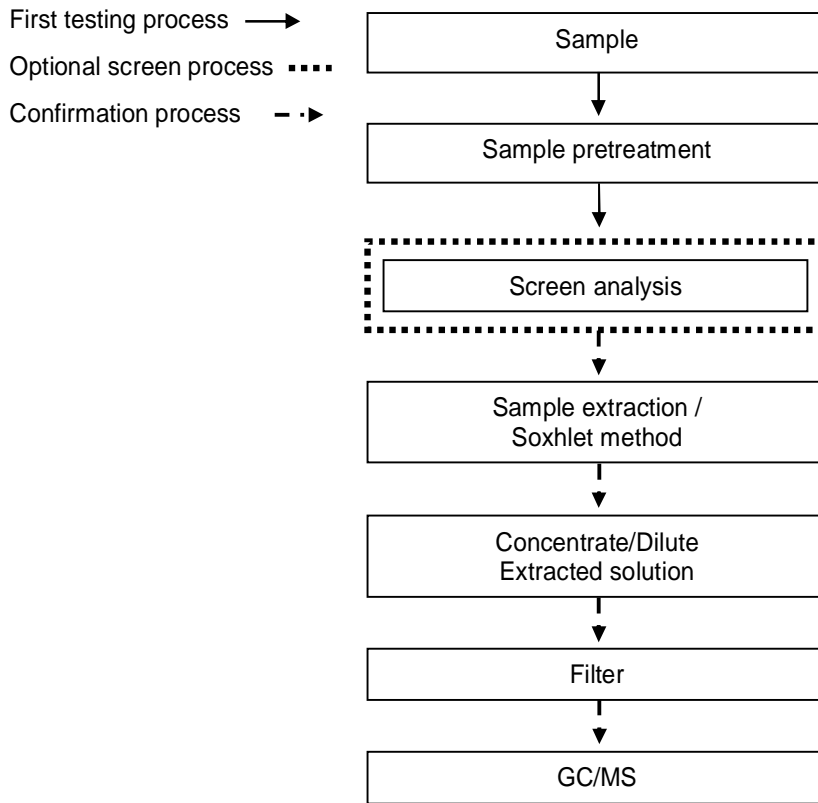 First testing process
Optional screen process
Confirmation process
Sample
Sample pretreatment
Screen analysis
Sample extraction /
Soxhlet method
Concentrate/Dilute
Extracted solution
Filter
GC/MS